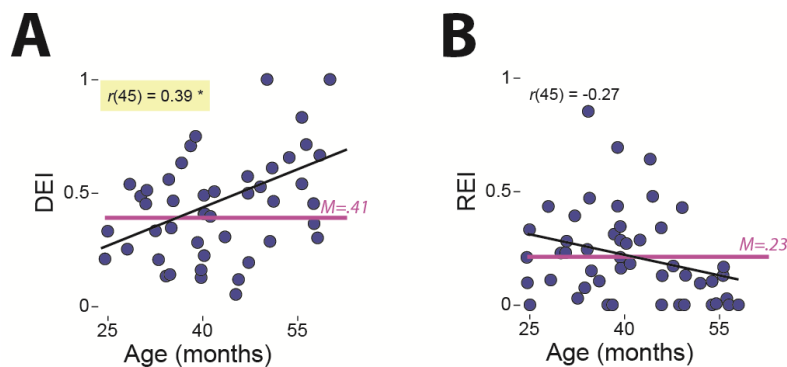 A
1
r(45) = 0.39 *
DEI
0.5
M=.41
0
25
40
55
Age (months)
B
1
r(45) = -0.27
REI
0.5
M=.23
0
25
40
55
Age (months)